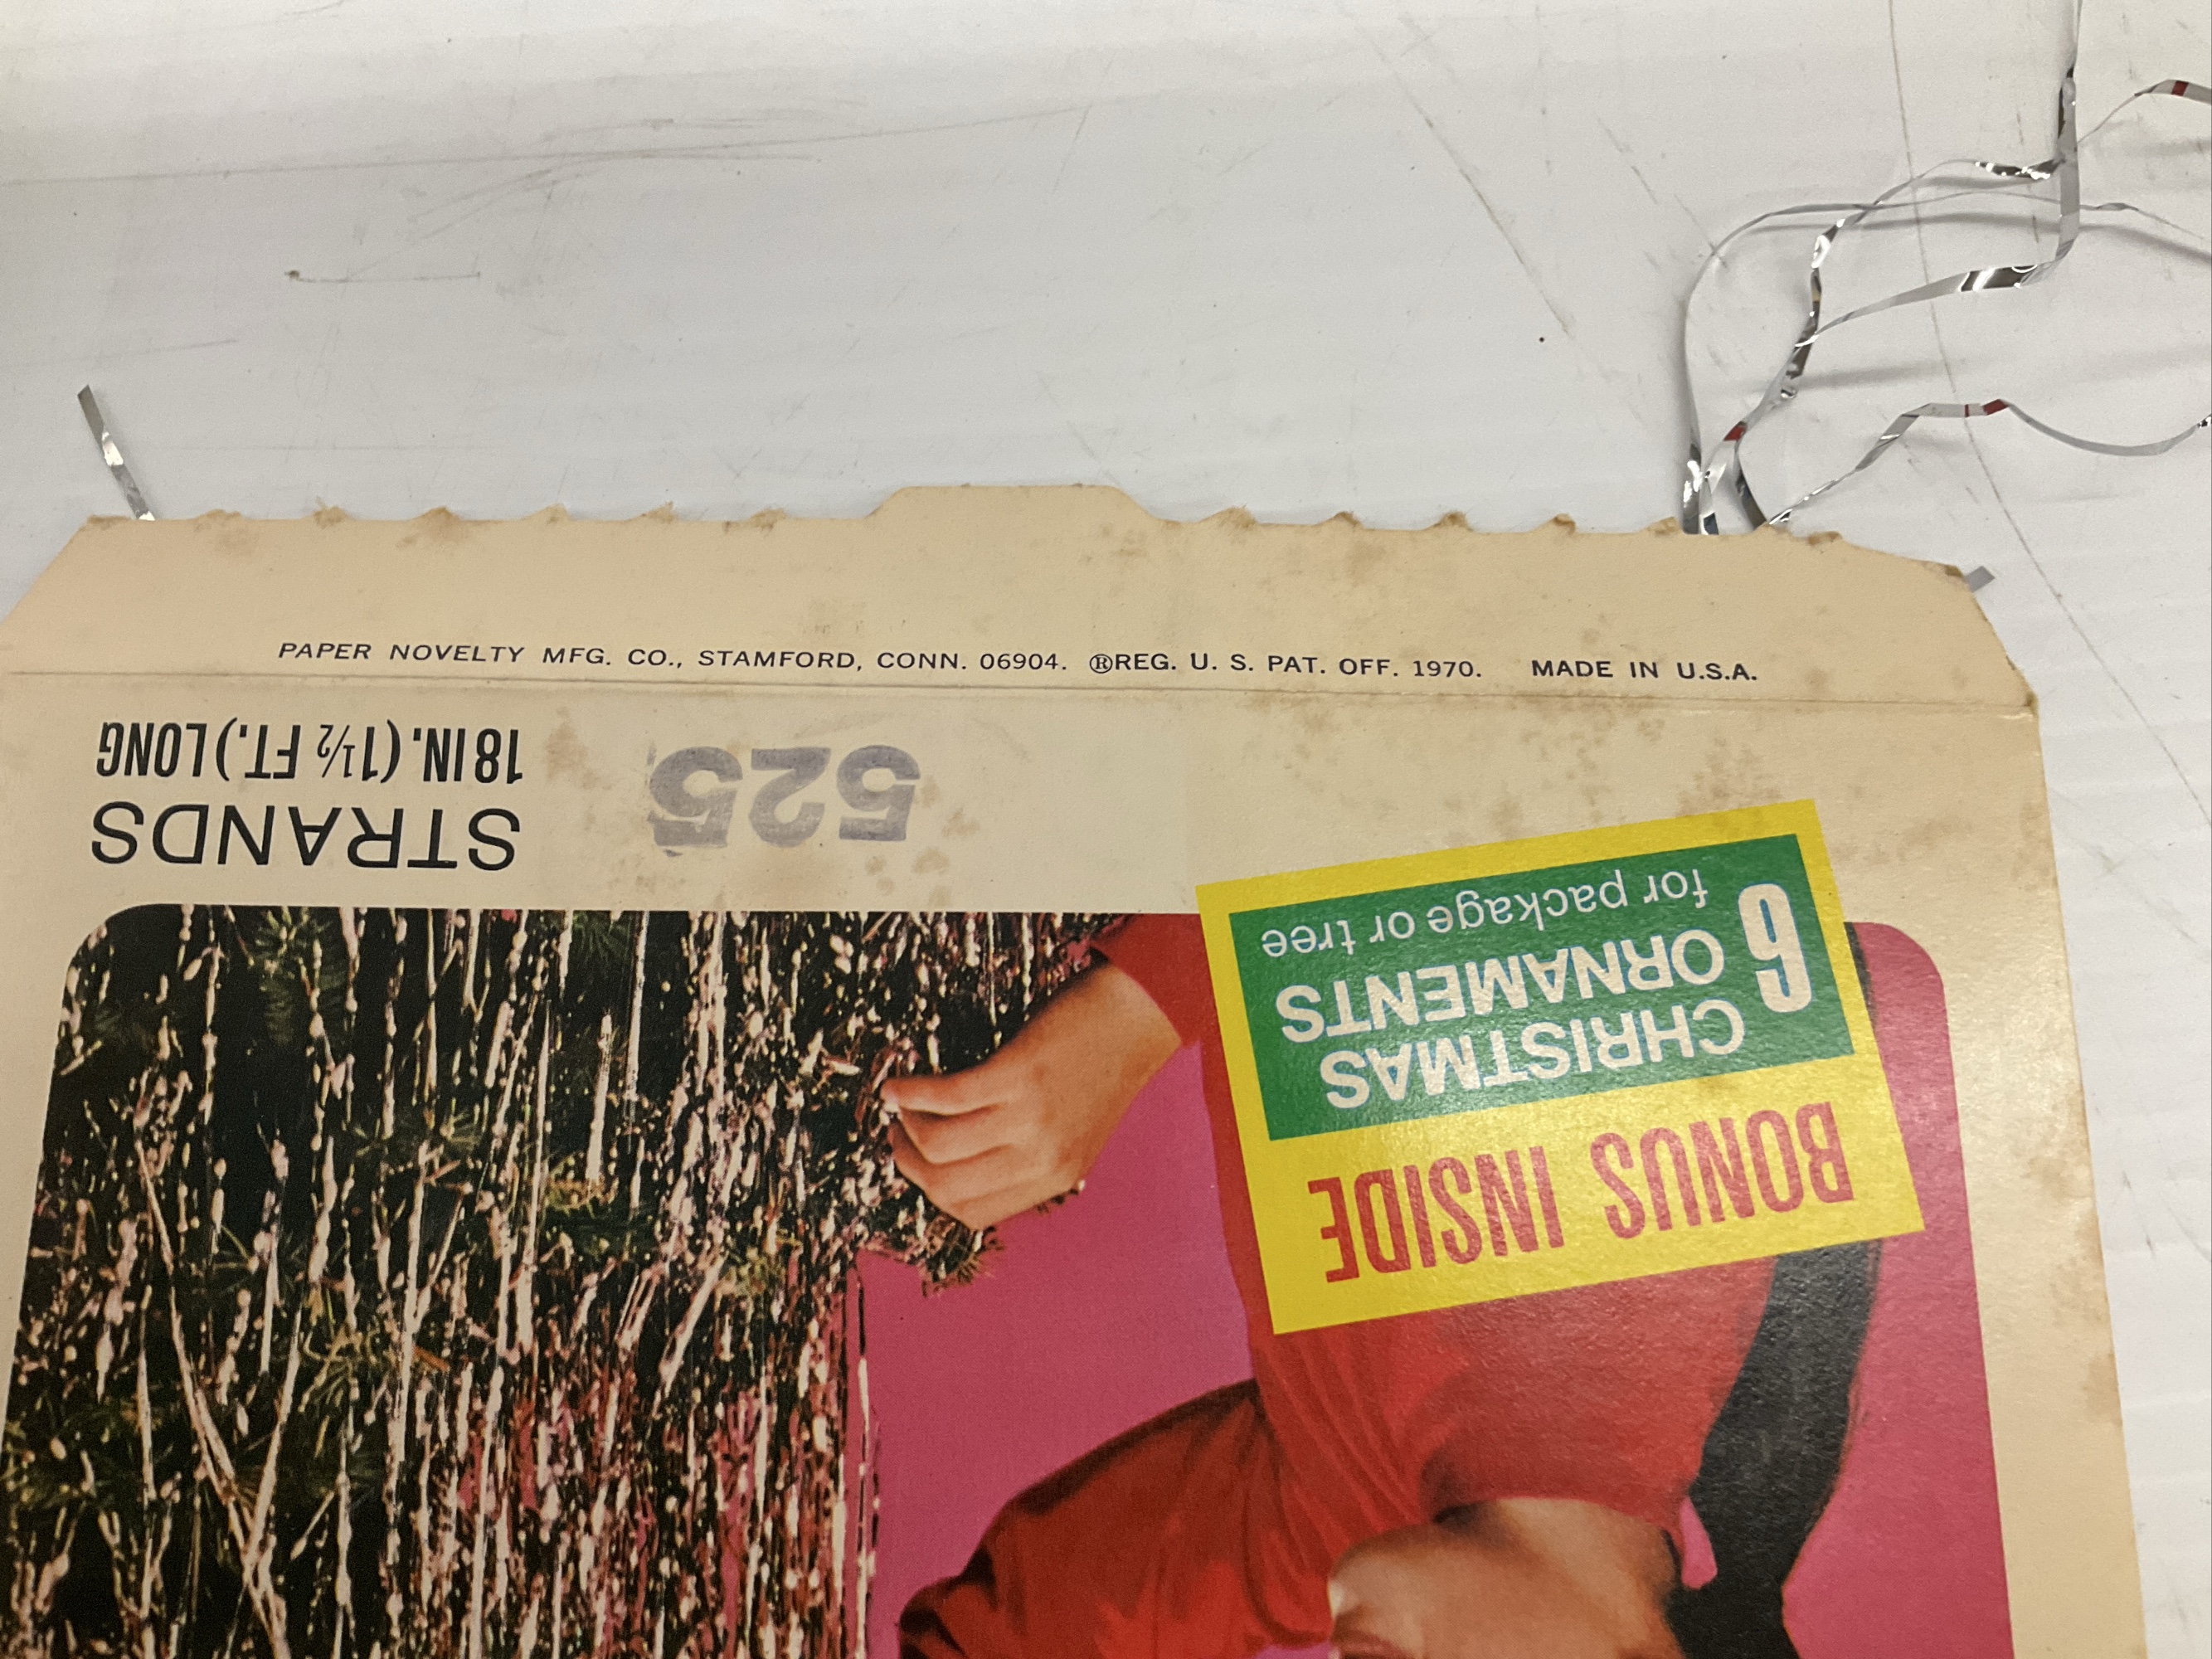 PAPER NOVELTY MFG. CO., STAMFORD, CONN. 06904. ®REG. U. S. PAT. OFF. 1970. MADE IN U.S.A.
BONUS INSIDE
6 CHRISTMAS
ORNAMENTS
for package or tree
525
STRANDS
18 IN. (1½ FT.) LONG